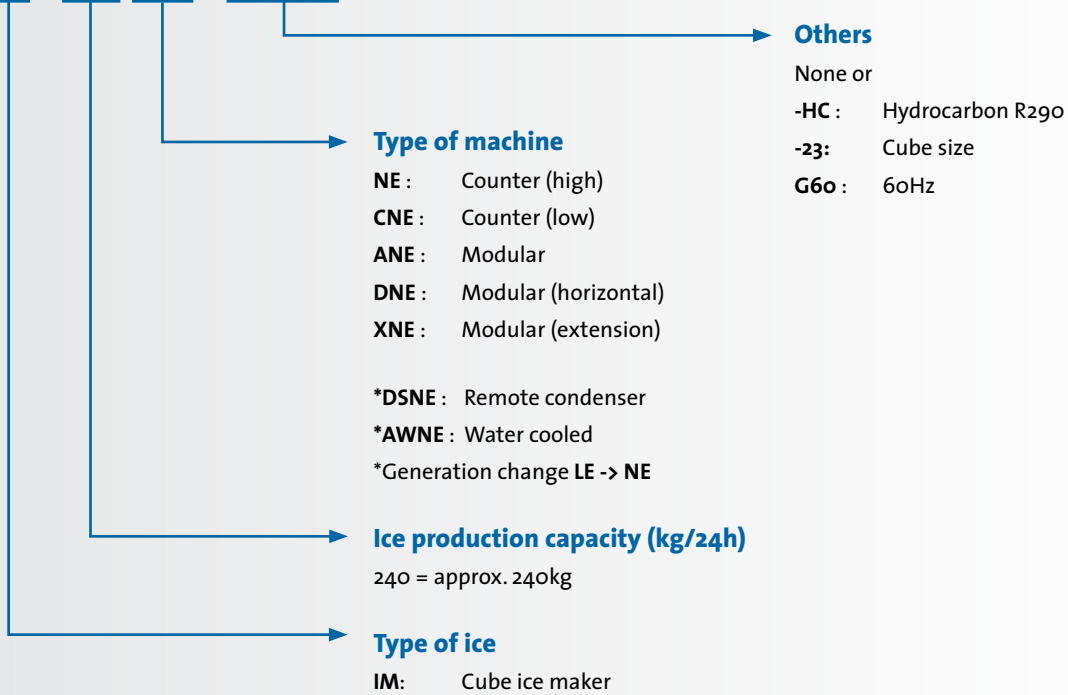 Others
None or
-HC : Hydrocarbon R290
-23: Cube size
G60 : 60Hz
Type of machine
NE : Counter (high)
CNE : Counter (low)
ANE : Modular
DNE : Modular (horizontal)
XNE : Modular (extension)
*DSNE : Remote condenser
*AWNE : Water cooled
*Generation change LE -> NE
Ice production capacity (kg/24h)
240 = approx. 240kg
Type of ice
IM: Cube ice maker